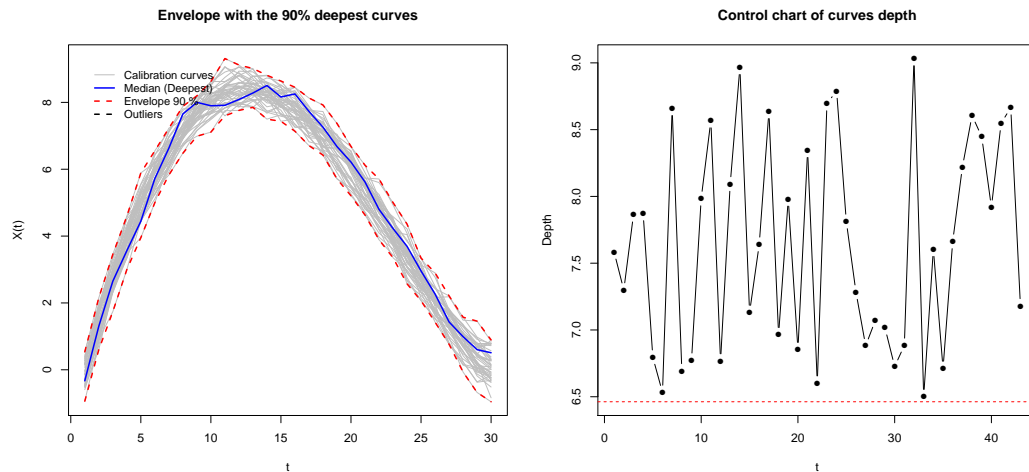 Envelope with the 90% deepest curves
Calibration curves
Median (Deepest)
Envelope 90 %
Outliers
X(t)
8
6
4
2
0
0 5 10 15 20 25 30
t
Control chart of curves depth
Depth
9.0
8.5
8.0
7.5
7.0
6.5
0 10 20 30 40
t